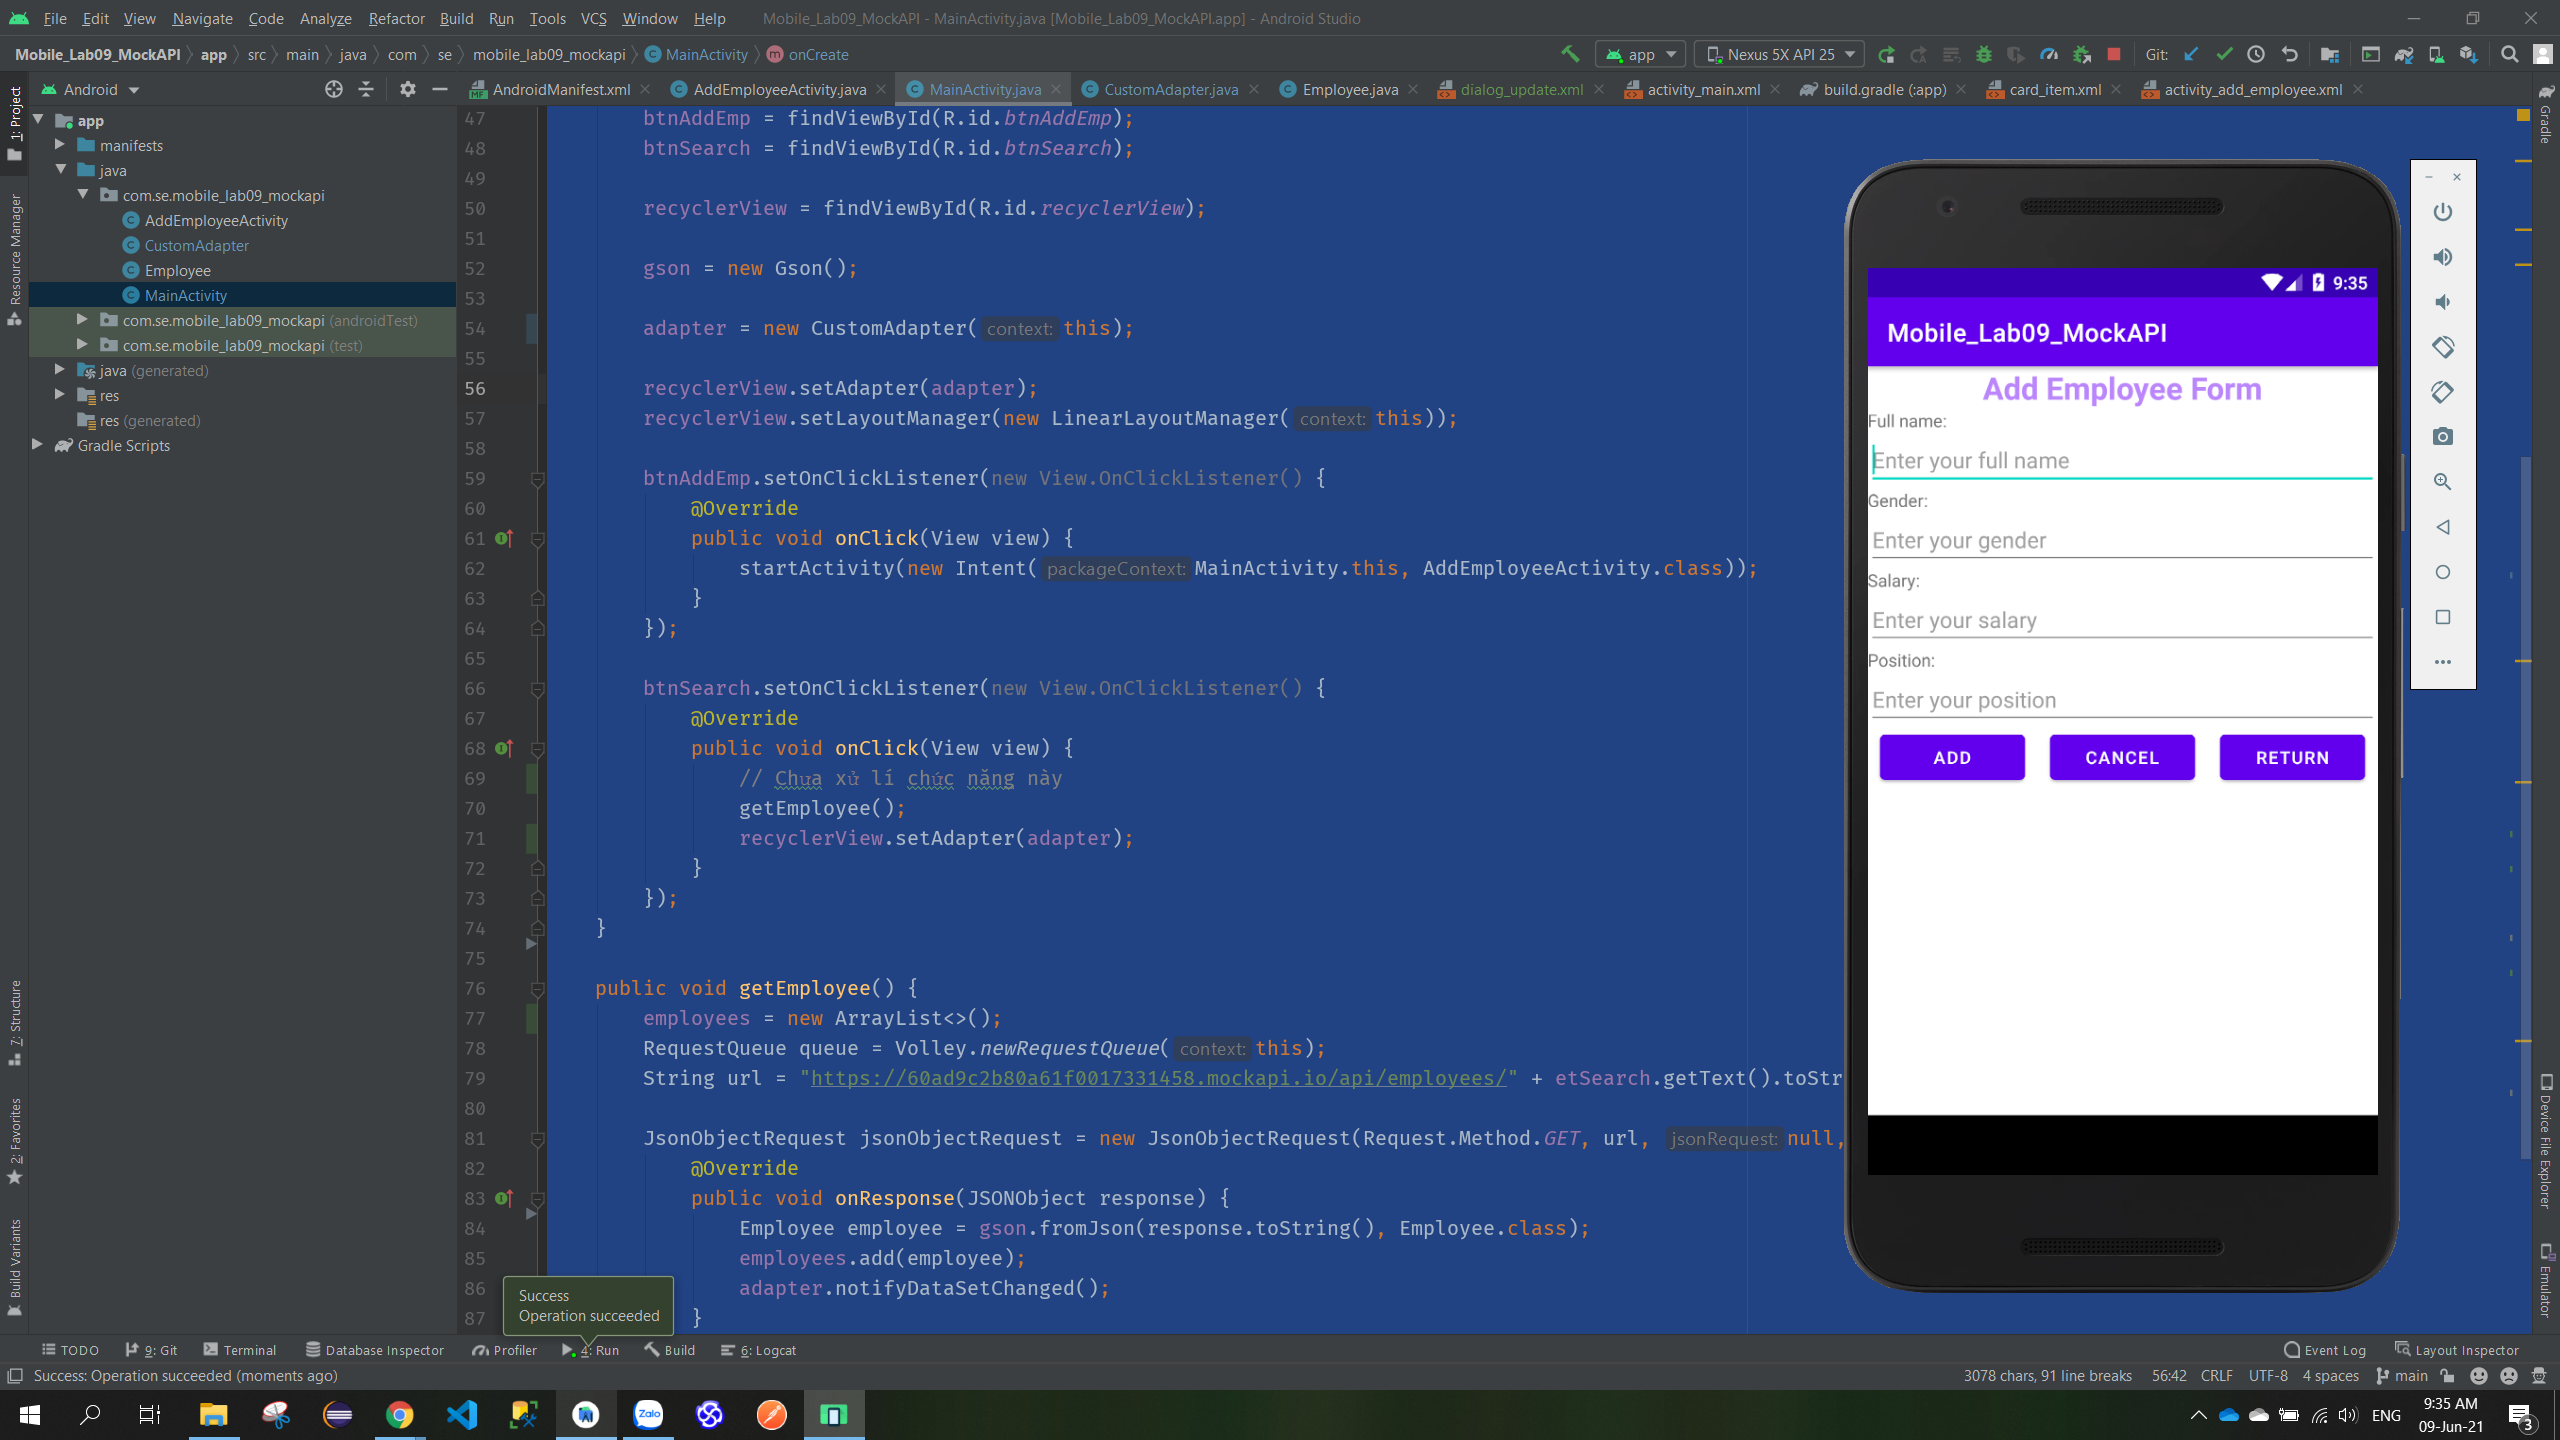 File Edit View Navigate Code Analyze Refactor Build Run Tools VCS Window Help Mobile_Lab09_MockAPI - MainActivity.java [Mobile_Lab09_MockAPI.app] - Android Studio
Mobile_Lab09_MockAPI app src main java com se mobile_lab09_mockapi MainActivity onCreate app Nexus 5X API 25 Git:
Android AndroidManifest.xml AddEmployeeActivity.java MainActivity.java CustomAdapter.java Employee.java dialog_update.xml activity_main.xml build.gradle (:app) card_item.xml activity_add_employee.xml
1: Project
Resource Manager
7: Structure
2: Favorites
Build Variants
app
manifests
java
com.se.mobile_lab09_mockapi
AddEmployeeActivity
CustomAdapter
Employee
MainActivity
com.se.mobile_lab09_mockapi (androidTest)
com.se.mobile_lab09_mockapi (test)
java (generated)
res
res (generated)
Gradle Scripts
47 btnAddEmp = findViewById(R.id.btnAddEmp);
48 btnSearch = findViewById(R.id.btnSearch);
49
50 recyclerView = findViewById(R.id.recyclerView);
51
52 gson = new Gson();
53
54 adapter = new CustomAdapter( context: this);
55
56 recyclerView.setAdapter(adapter);
57 recyclerView.setLayoutManager(new LinearLayoutManager( context: this));
58
59 btnAddEmp.setOnClickListener(new View.OnClickListener() {
60 @Override
61 public void onClick(View view) {
62 startActivity(new Intent( packageContext: MainActivity.this, AddEmployeeActivity.class));
63 }
64 });
65
66 btnSearch.setOnClickListener(new View.OnClickListener() {
67 @Override
68 public void onClick(View view) {
69 // Chưa xử lí chức năng này
70 getEmployee();
71 recyclerView.setAdapter(adapter);
72 }
73 });
74 }
75
76 public void getEmployee() {
77 employees = new ArrayList<>();
78 RequestQueue queue = Volley.newRequestQueue( context: this);
79 String url = "https://60ad9c2b80a61f0017331458.mockapi.io/api/employees/" + etSearch.getText().toStr
80
81 JsonObjectRequest jsonObjectRequest = new JsonObjectRequest(Request.Method.GET, url, jsonRequest: null,
82 @Override
83 public void onResponse(JSONObject response) {
84 Employee employee = gson.fromJson(response.toString(), Employee.class);
85 employees.add(employee);
86 adapter.notifyDataSetChanged();
87 }
Success
Operation succeeded
9:35
Mobile_Lab09_MockAPI
Add Employee Form
Full name:
Enter your full name
Gender:
Enter your gender
Salary:
Enter your salary
Position:
Enter your position
ADD CANCEL RETURN
Gradle
Device File Explorer
Emulator
TODO 9: Git Terminal Database Inspector Profiler 4: Run Build 6: Logcat Event Log Layout Inspector
Success: Operation succeeded (moments ago) 3078 chars, 91 line breaks 56:42 CRLF UTF-8 4 spaces main
Zalo ENG 9:35 AM
09-Jun-21 3